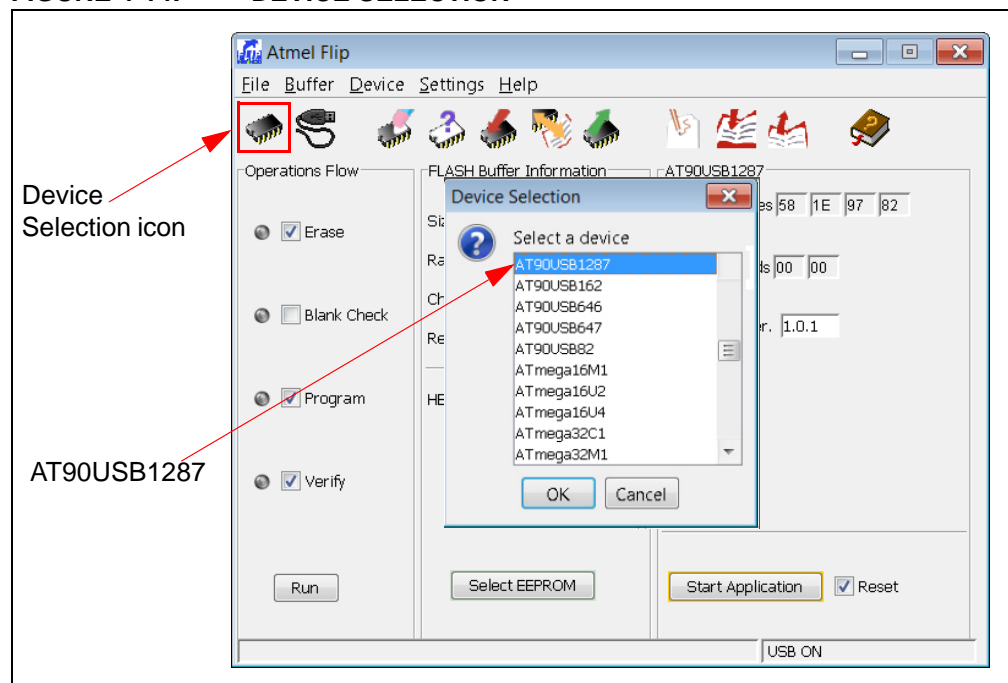 Atmel Flip
File Buffer Device Settings Help
Device
Selection icon
AT90USB1287
Operations Flow
Erase
Blank Check
Program
Verify
Run
FLASH Buffer Information
Select EEPROM
AT90USB1287
58 1E 97 82
00 00
1.0.1
Start Application
Reset
USB ON
Device Selection
Select a device
AT90USB1287
AT90USB162
AT90USB646
AT90USB647
AT90USB82
ATmega16M1
ATmega16U2
ATmega16U4
ATmega32C1
ATmega32M1
OK Cancel